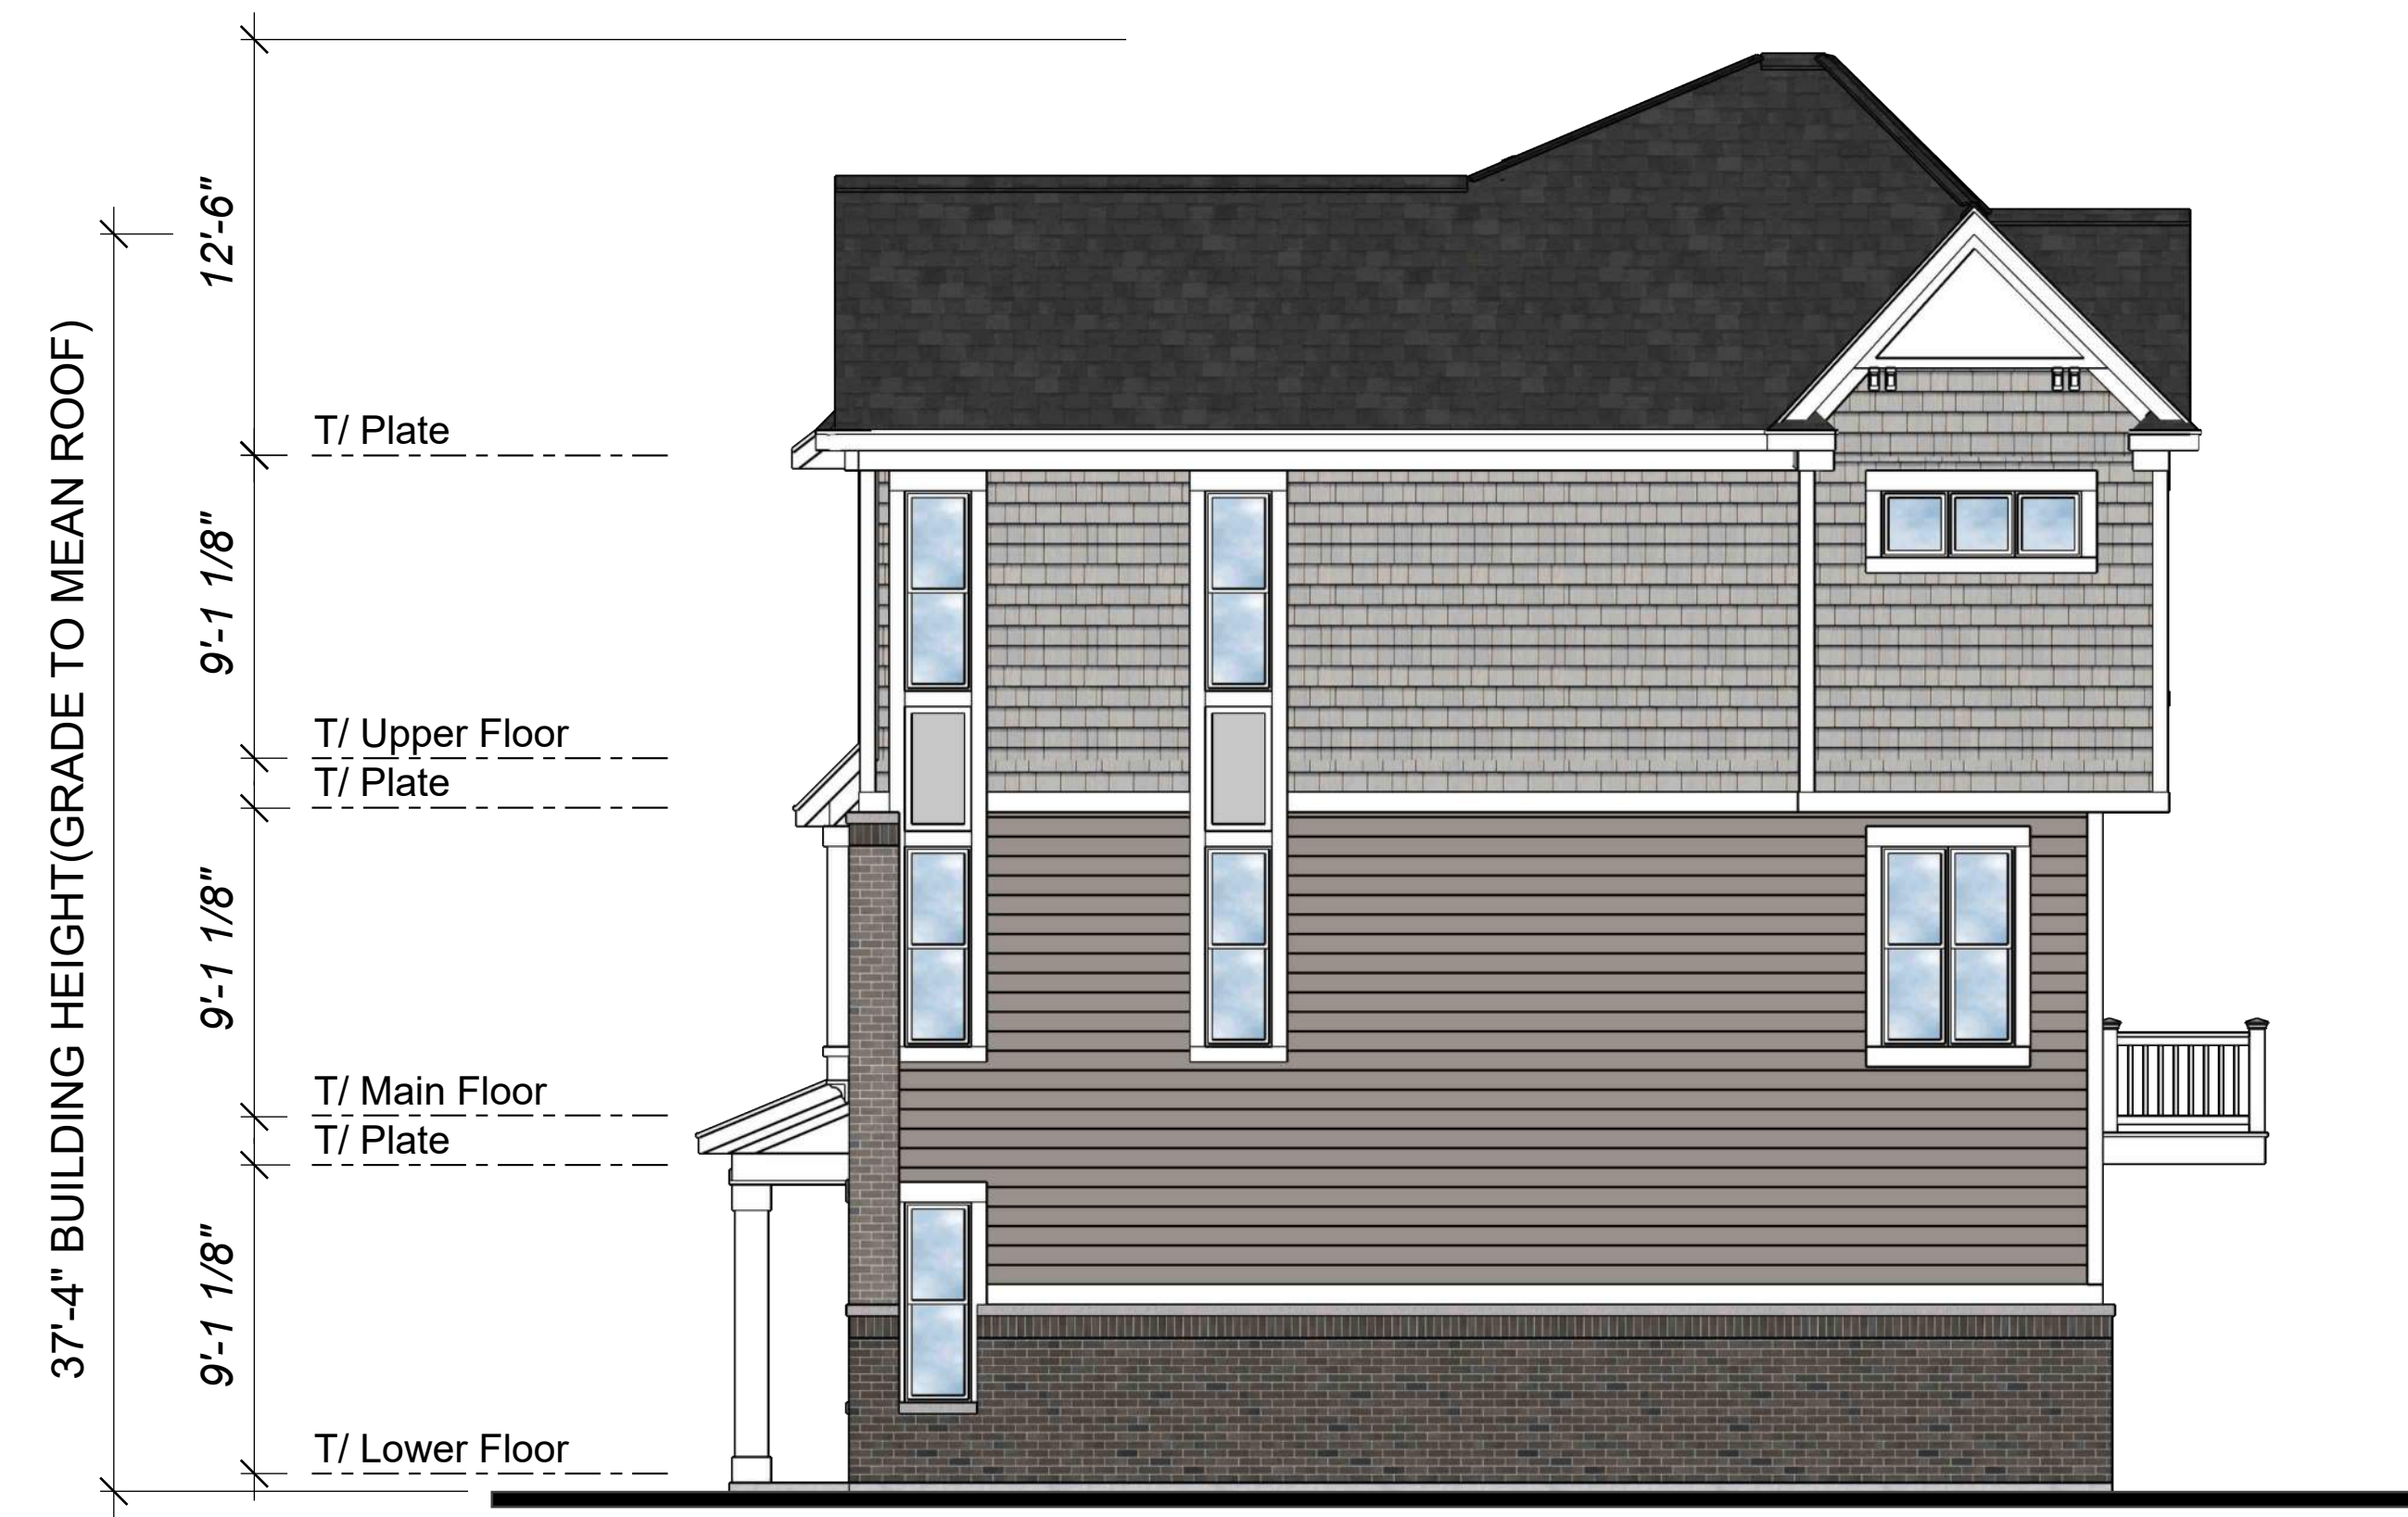 37'-4" BUILDING HEIGHT(GRADE TO MEAN ROOF)
12'-6"
T/ Plate
9'-1 1/8"
T/ Upper Floor
T/ Plate
9'-1 1/8"
T/ Main Floor
T/ Plate
9'-1 1/8"
T/ Lower Floor